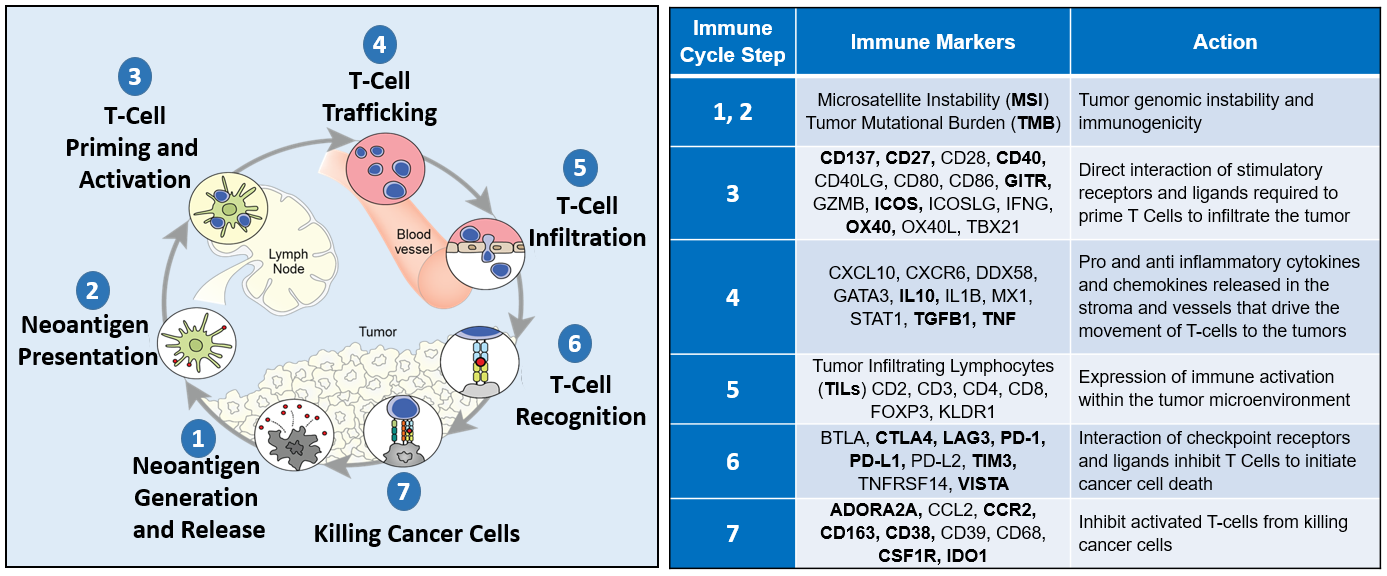 4
T-Cell
Trafficking
3
T-Cell
Priming and
Activation
5
T-Cell
Infiltration
Blood
vessel
Lymph
Node
2
Neoantigen
Presentation
Tumor
6
T-Cell
Recognition
1
Neoantigen
Generation
and Release
7
Killing Cancer Cells
Immune
Cycle Step
Immune Markers
Action
1, 2
Microsatellite Instability (MSI)
Tumor Mutational Burden (TMB)
Tumor genomic instability and
immunogenicity
3
CD137, CD27, CD28, CD40,
CD40LG, CD80, CD86, GITR,
GZMB, ICOS, ICOSLG, IFNG,
OX40, OX40L, TBX21
Direct interaction of stimulatory
receptors and ligands required to
prime T Cells to infiltrate the tumor
4
CXCL10, CXCR6, DDX58,
GATA3, IL10, IL1B, MX1,
STAT1, TGFB1, TNF
Pro and anti inflammatory cytokines
and chemokines released in the
stroma and vessels that drive the
movement of T-cells to the tumors
5
Tumor Infiltrating Lymphocytes
(TILs) CD2, CD3, CD4, CD8,
FOXP3, KLDR1
Expression of immune activation
within the tumor microenvironment
6
BTLA, CTLA4, LAG3, PD-1,
PD-L1, PD-L2, TIM3,
TNFRSF14, VISTA
Interaction of checkpoint receptors
and ligands inhibit T Cells to initiate
cancer cell death
7
ADORA2A, CCL2, CCR2,
CD163, CD38, CD39, CD68,
CSF1R, IDO1
Inhibit activated T-cells from killing
cancer cells